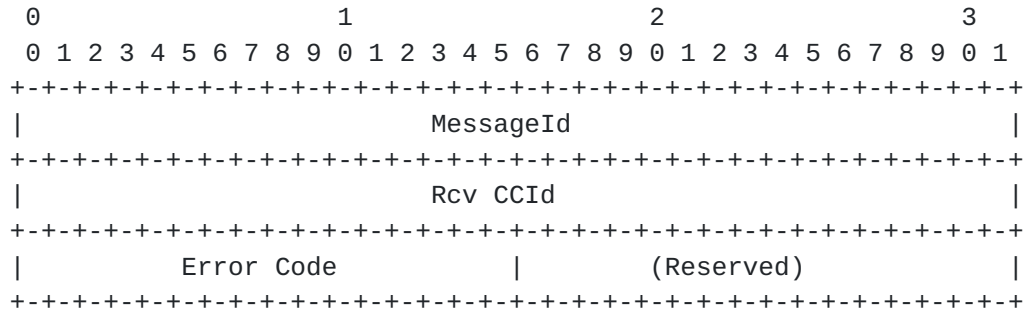 0                   1                   2                   3
 0 1 2 3 4 5 6 7 8 9 0 1 2 3 4 5 6 7 8 9 0 1 2 3 4 5 6 7 8 9 0 1
+-+-+-+-+-+-+-+-+-+-+-+-+-+-+-+-+-+-+-+-+-+-+-+-+-+-+-+-+-+-+-+-+
|                          MessageId                            |
+-+-+-+-+-+-+-+-+-+-+-+-+-+-+-+-+-+-+-+-+-+-+-+-+-+-+-+-+-+-+-+-+
|                          Rcv CCId                             |
+-+-+-+-+-+-+-+-+-+-+-+-+-+-+-+-+-+-+-+-+-+-+-+-+-+-+-+-+-+-+-+-+
|          Error Code           |        (Reserved)             |
+-+-+-+-+-+-+-+-+-+-+-+-+-+-+-+-+-+-+-+-+-+-+-+-+-+-+-+-+-+-+-+-+